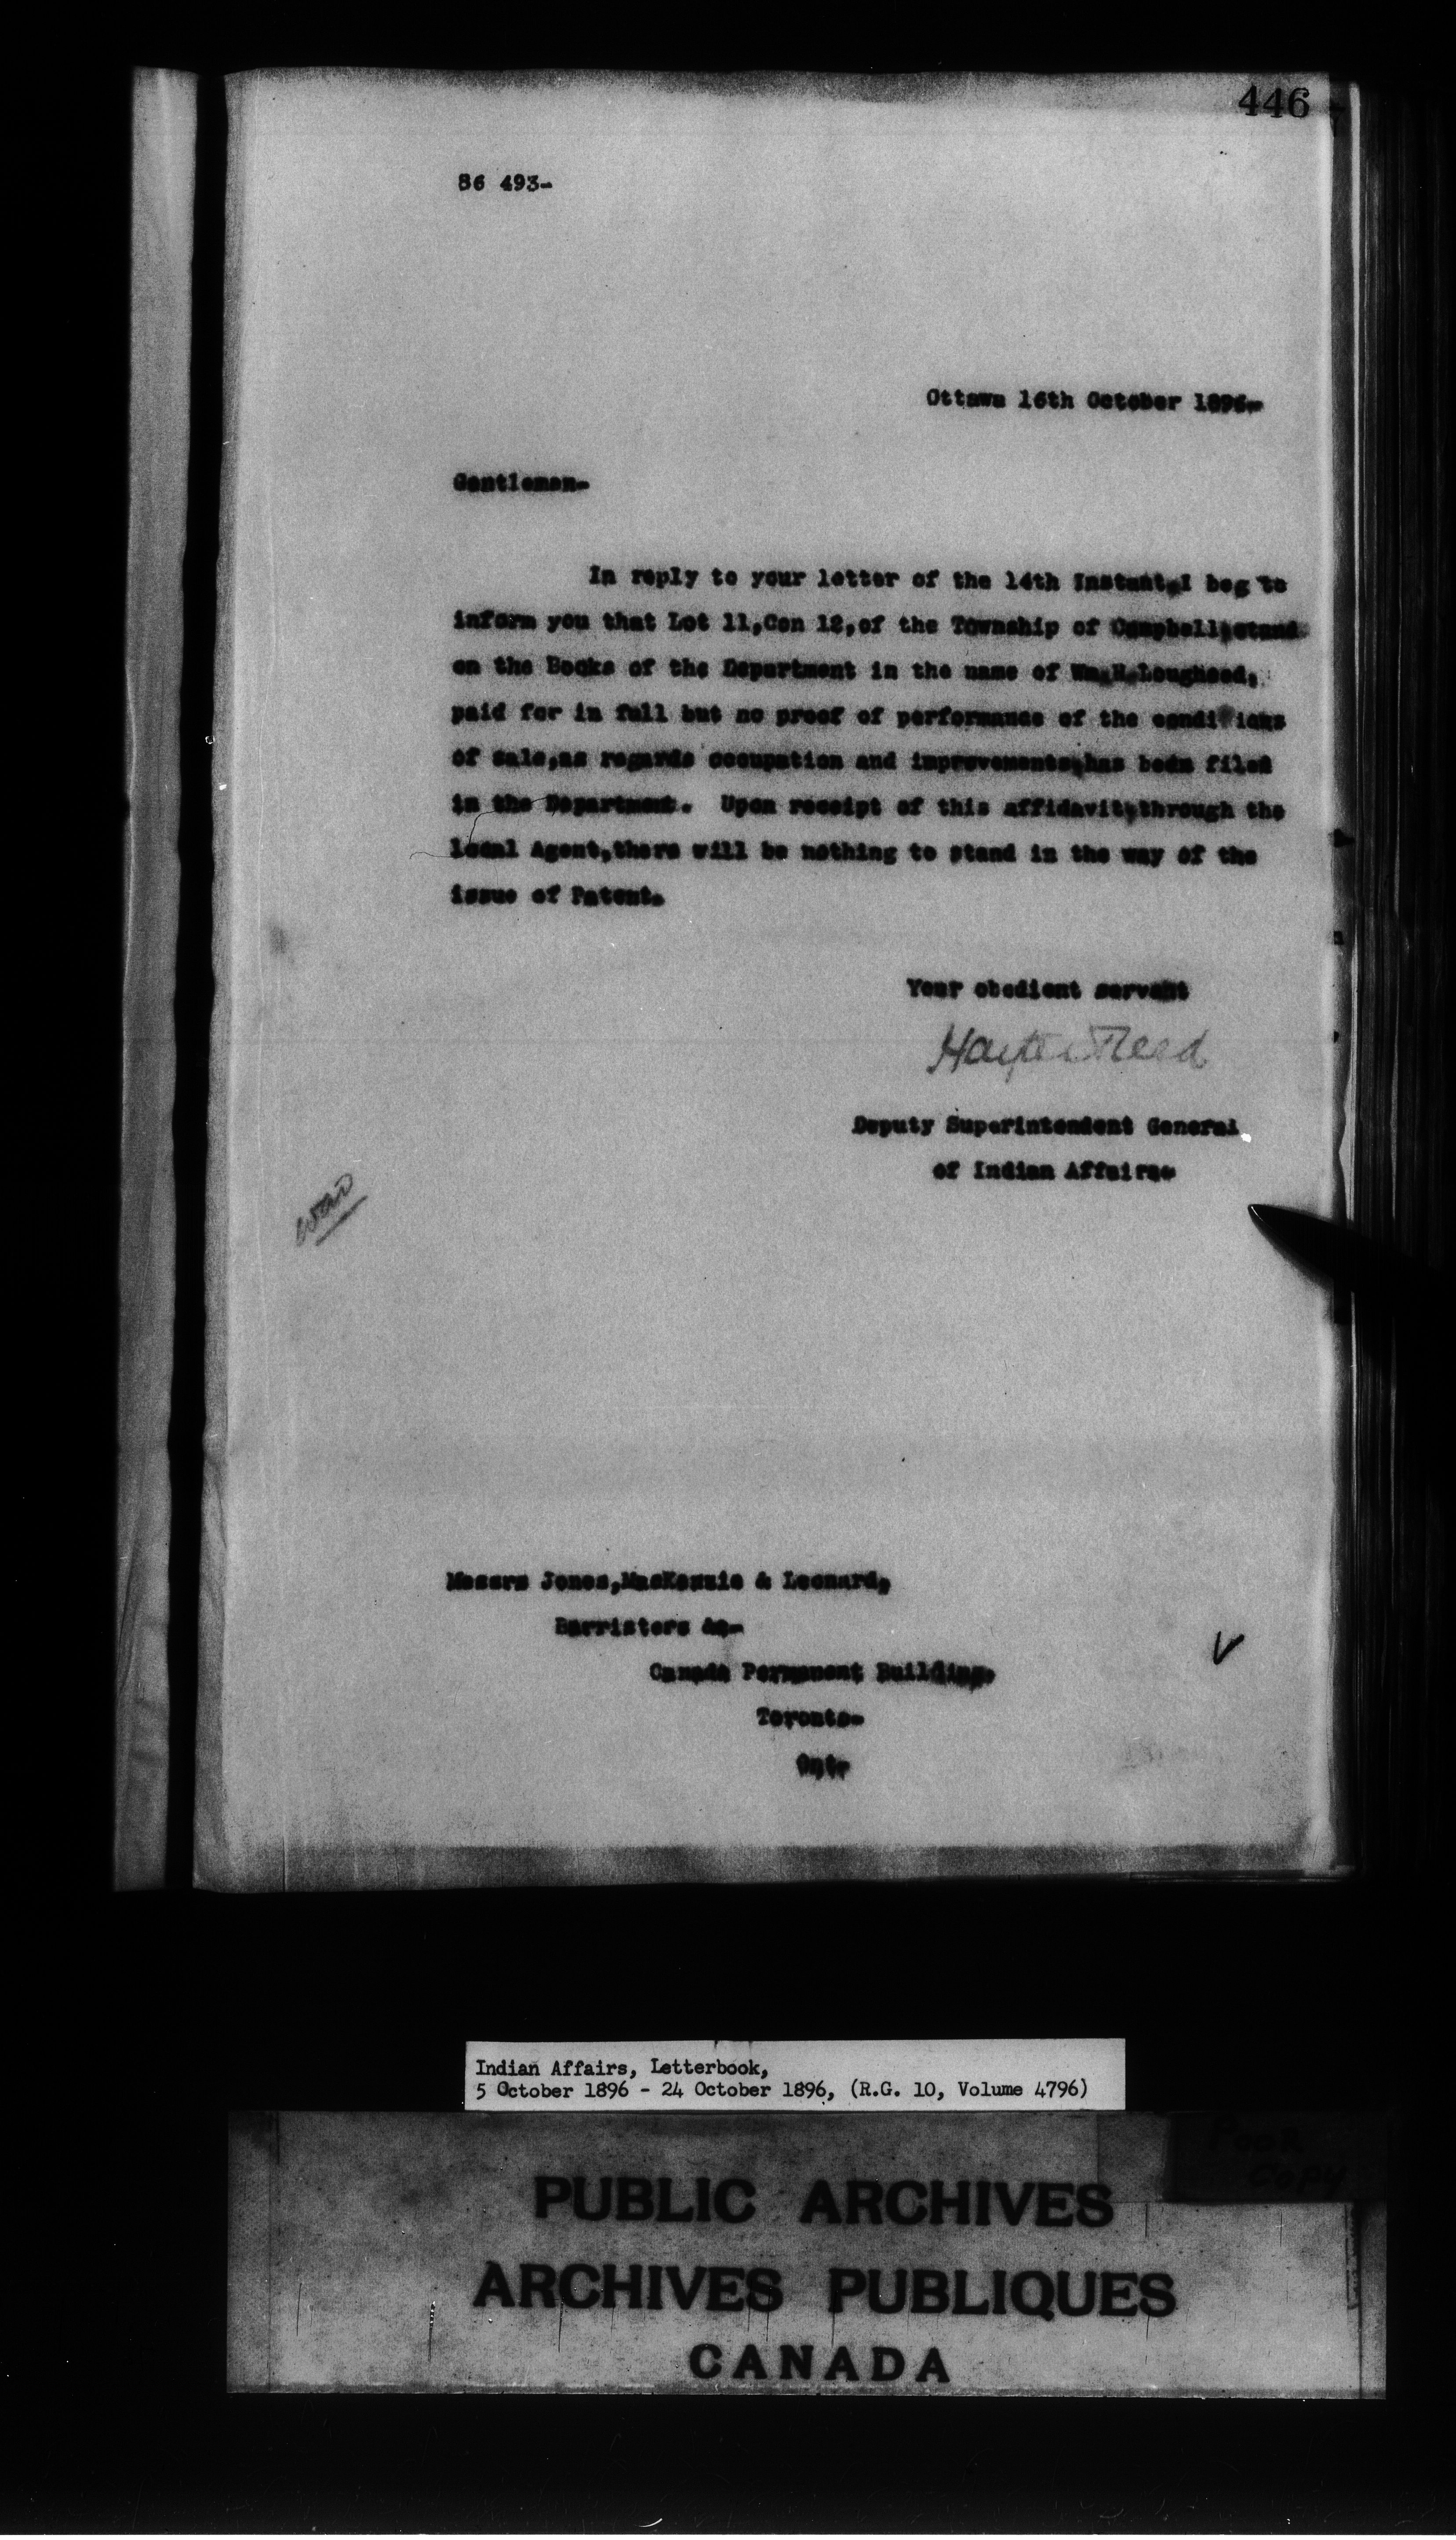 446
86 493-
Ottawa 16th October 1896-
Gentlemen-
In reply to your letter of the 14th Instant,I beg to
inform you that Lot 11,Con 12,of the Township of Campbell,stand
on the Books of the Department in the name of Wm.H.Lougheed,
paid for in full but no proof of performance of the conditions
of sale,as regards occupation and improvements,has been filed
in the Department. Upon receipt of this affidavit,through the
local Agent,there will be nothing to stand in the way of the
issue of Patent.
Your obedient servant
Hayter Reed
Deputy Superintendent General
of Indian Affairs-
Messrs Jones,MacKenzie & Leonard,
Barristers &c-
Canada Permanent Building.
Toronto-
Ont-
Indian Affairs, Letterbook,
5 October 1896 - 24 October 1896, (R.G. 10, Volume 4796)
POOR
COPY
PUBLIC ARCHIVES
ARCHIVES PUBLIQUES
CANADA